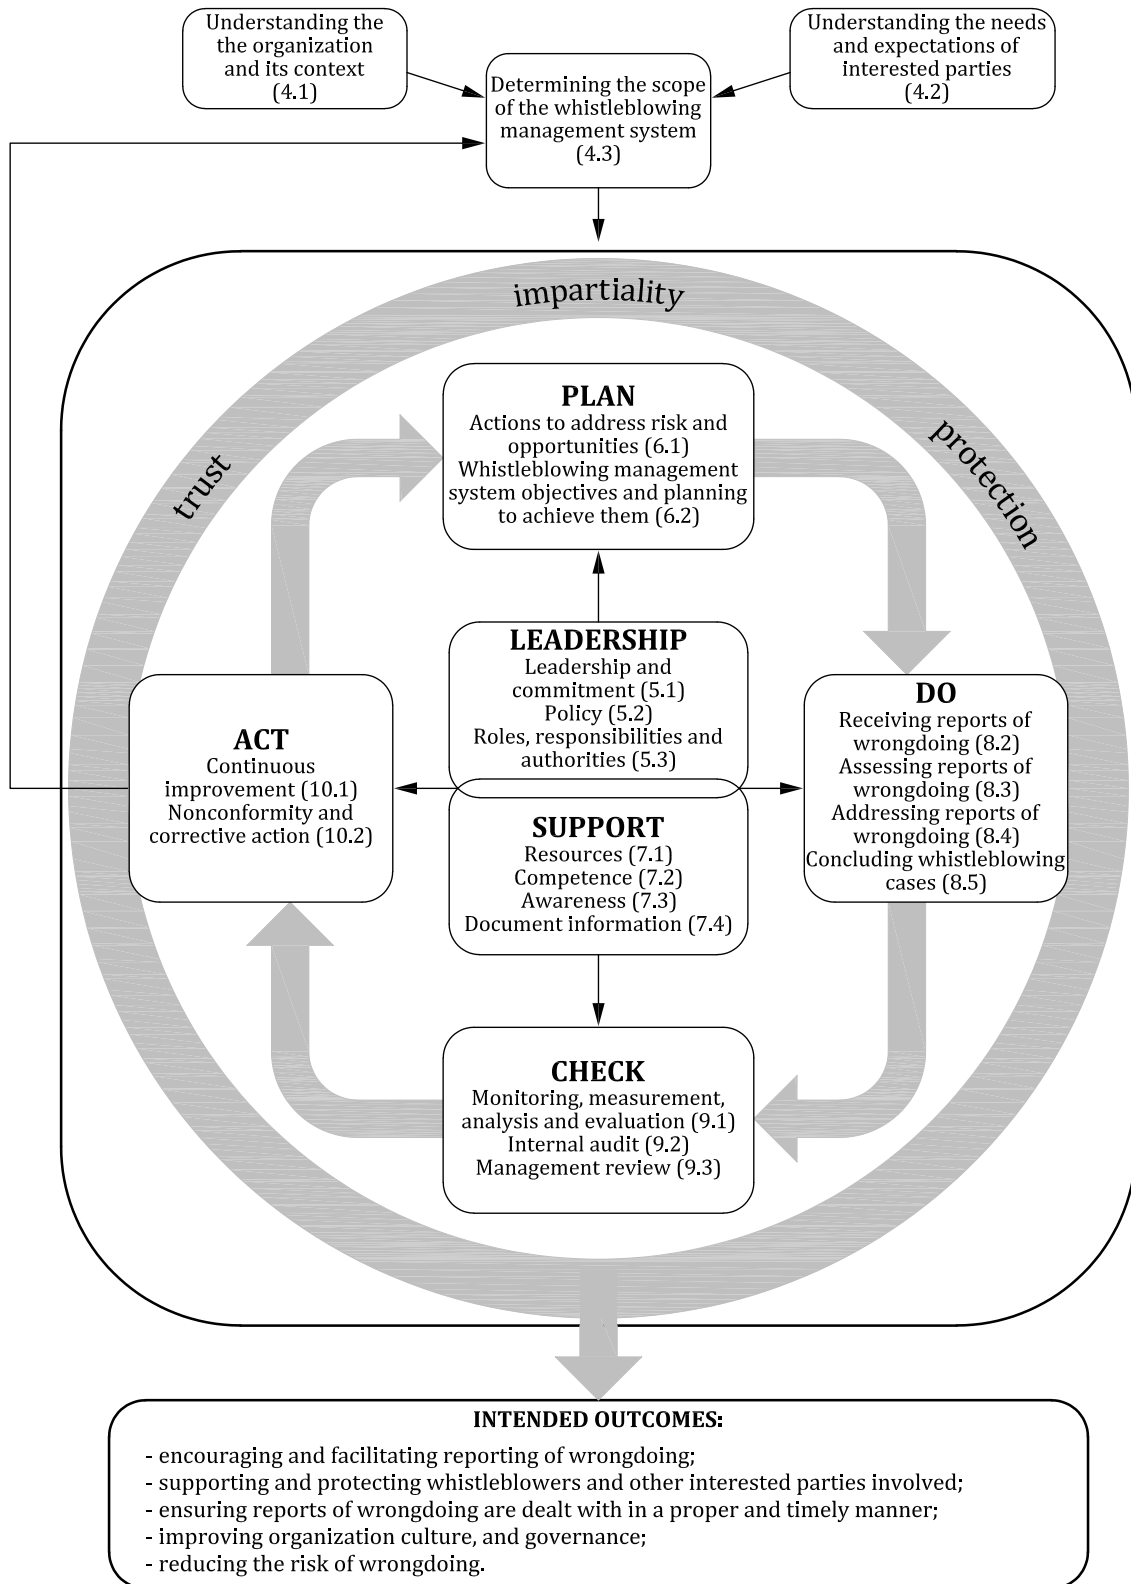 Understanding the
the organization
and its context
(4.1)
Understanding the needs
and expectations of
interested parties
(4.2)
Determining the scope
of the whistleblowing
management system
(4.3)
impartiality
trust
protection
PLAN
Actions to address risk and
opportunities (6.1)
Whistleblowing management
system objectives and planning
to achieve them (6.2)
LEADERSHIP
Leadership and
commitment (5.1)
Policy (5.2)
Roles, responsibilities and
authorities (5.3)
ACT
Continuous
improvement (10.1)
Nonconformity and
corrective action (10.2)
DO
Receiving reports of
wrongdoing (8.2)
Assessing reports of
wrongdoing (8.3)
Addressing reports of
wrongdoing (8.4)
Concluding whistleblowing
cases (8.5)
SUPPORT
Resources (7.1)
Competence (7.2)
Awareness (7.3)
Document information (7.4)
CHECK
Monitoring, measurement,
analysis and evaluation (9.1)
Internal audit (9.2)
Management review (9.3)
INTENDED OUTCOMES:
- encouraging and facilitating reporting of wrongdoing;
- supporting and protecting whistleblowers and other interested parties involved;
- ensuring reports of wrongdoing are dealt with in a proper and timely manner;
- improving organization culture, and governance;
- reducing the risk of wrongdoing.